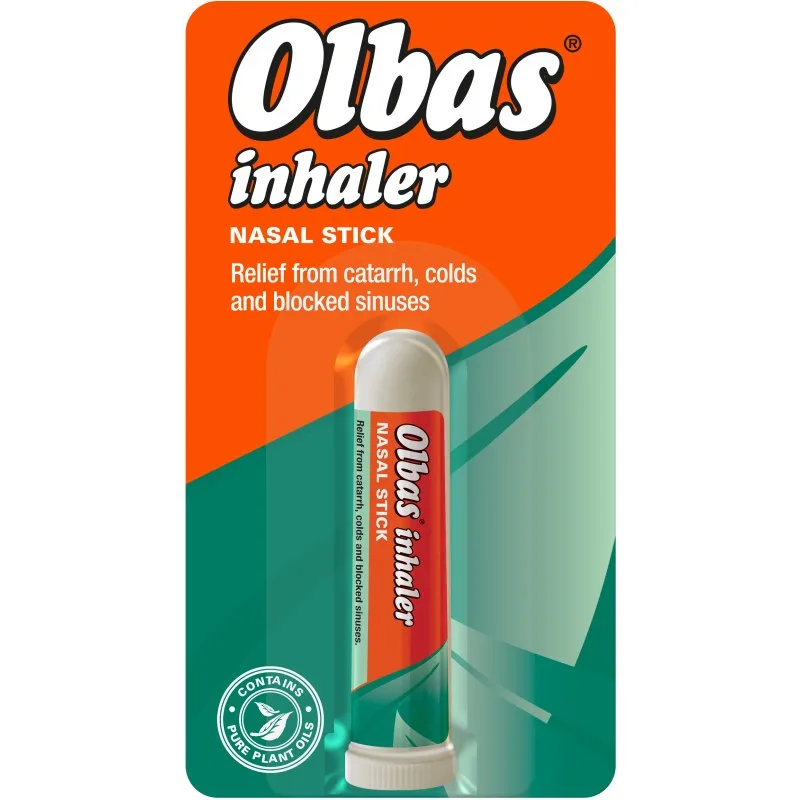 Olbas®
inhaler
NASAL STICK
Relief from catarrh, colds
and blocked sinuses
Olbas® inhaler
NASAL STICK
Relief from catarrh, colds and blocked sinuses.
CONTAINS
PURE PLANT OILS